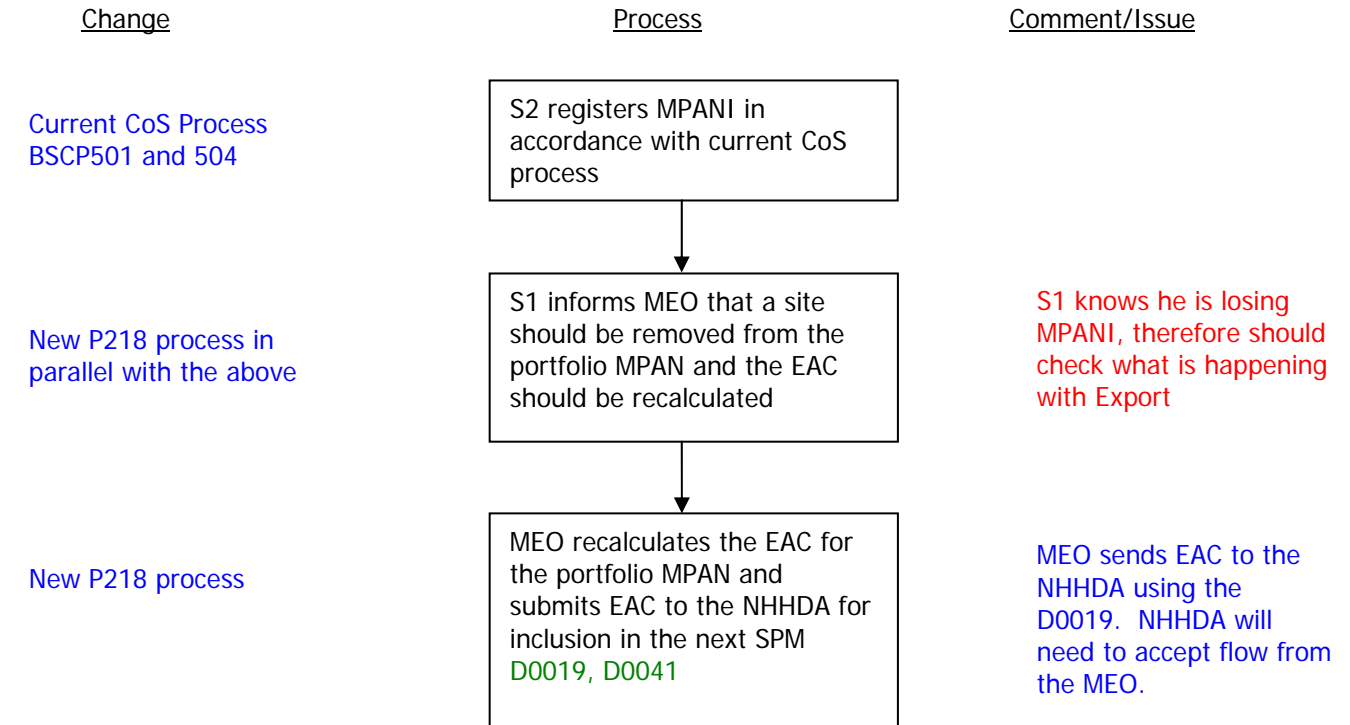 Change Process Comment/Issue
Current CoS Process
BSCP501 and 504
S2 registers MPANI in
accordance with current CoS
process
New P218 process in
parallel with the above
S1 informs MEO that a site
should be removed from the
portfolio MPAN and the EAC
should be recalculated
S1 knows he is losing
MPANI, therefore should
check what is happening
with Export
New P218 process
MEO recalculates the EAC for
the portfolio MPAN and
submits EAC to the NHHDA for
inclusion in the next SPM
D0019, D0041
MEO sends EAC to the
NHHDA using the
D0019. NHHDA will
need to accept flow from
the MEO.